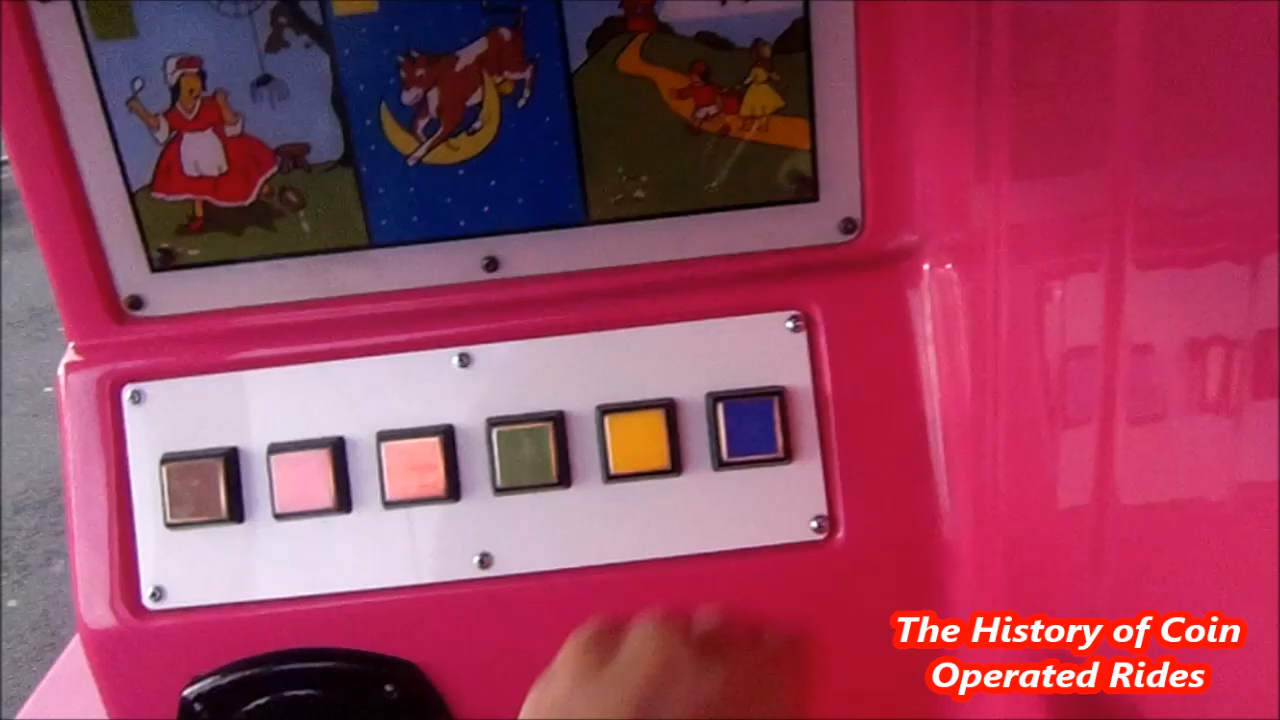 The History of Coin
Operated Rides